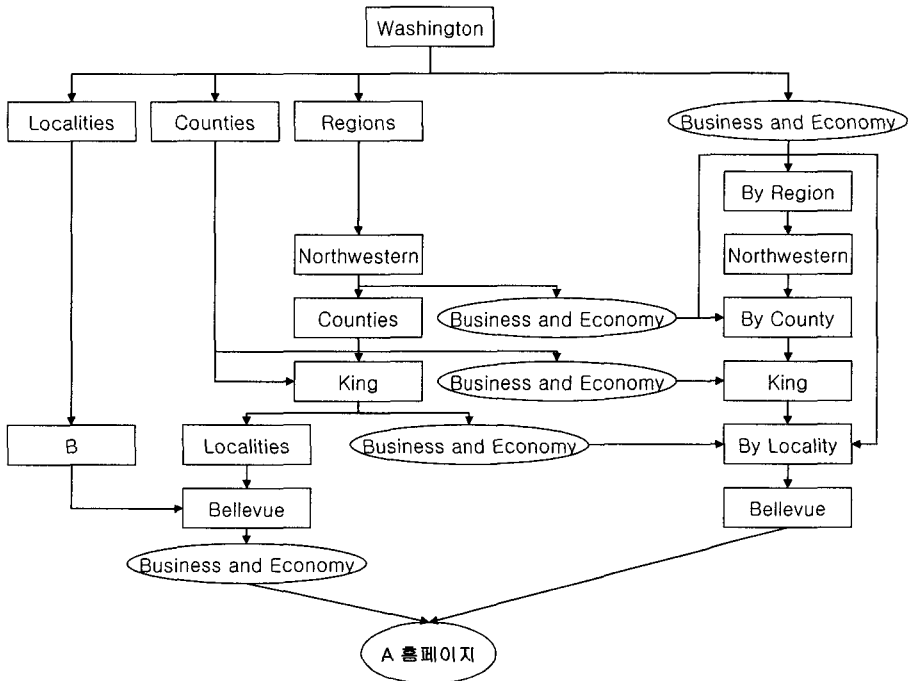 Washington
Localities
Counties
Regions
Business and Economy
By Region
Northwestern
Northwestern
Counties
Business and Economy
By County
King
Business and Economy
King
B
Localities
Business and Economy
By Locality
Bellevue
Bellevue
Business and Economy
A 홈페이지